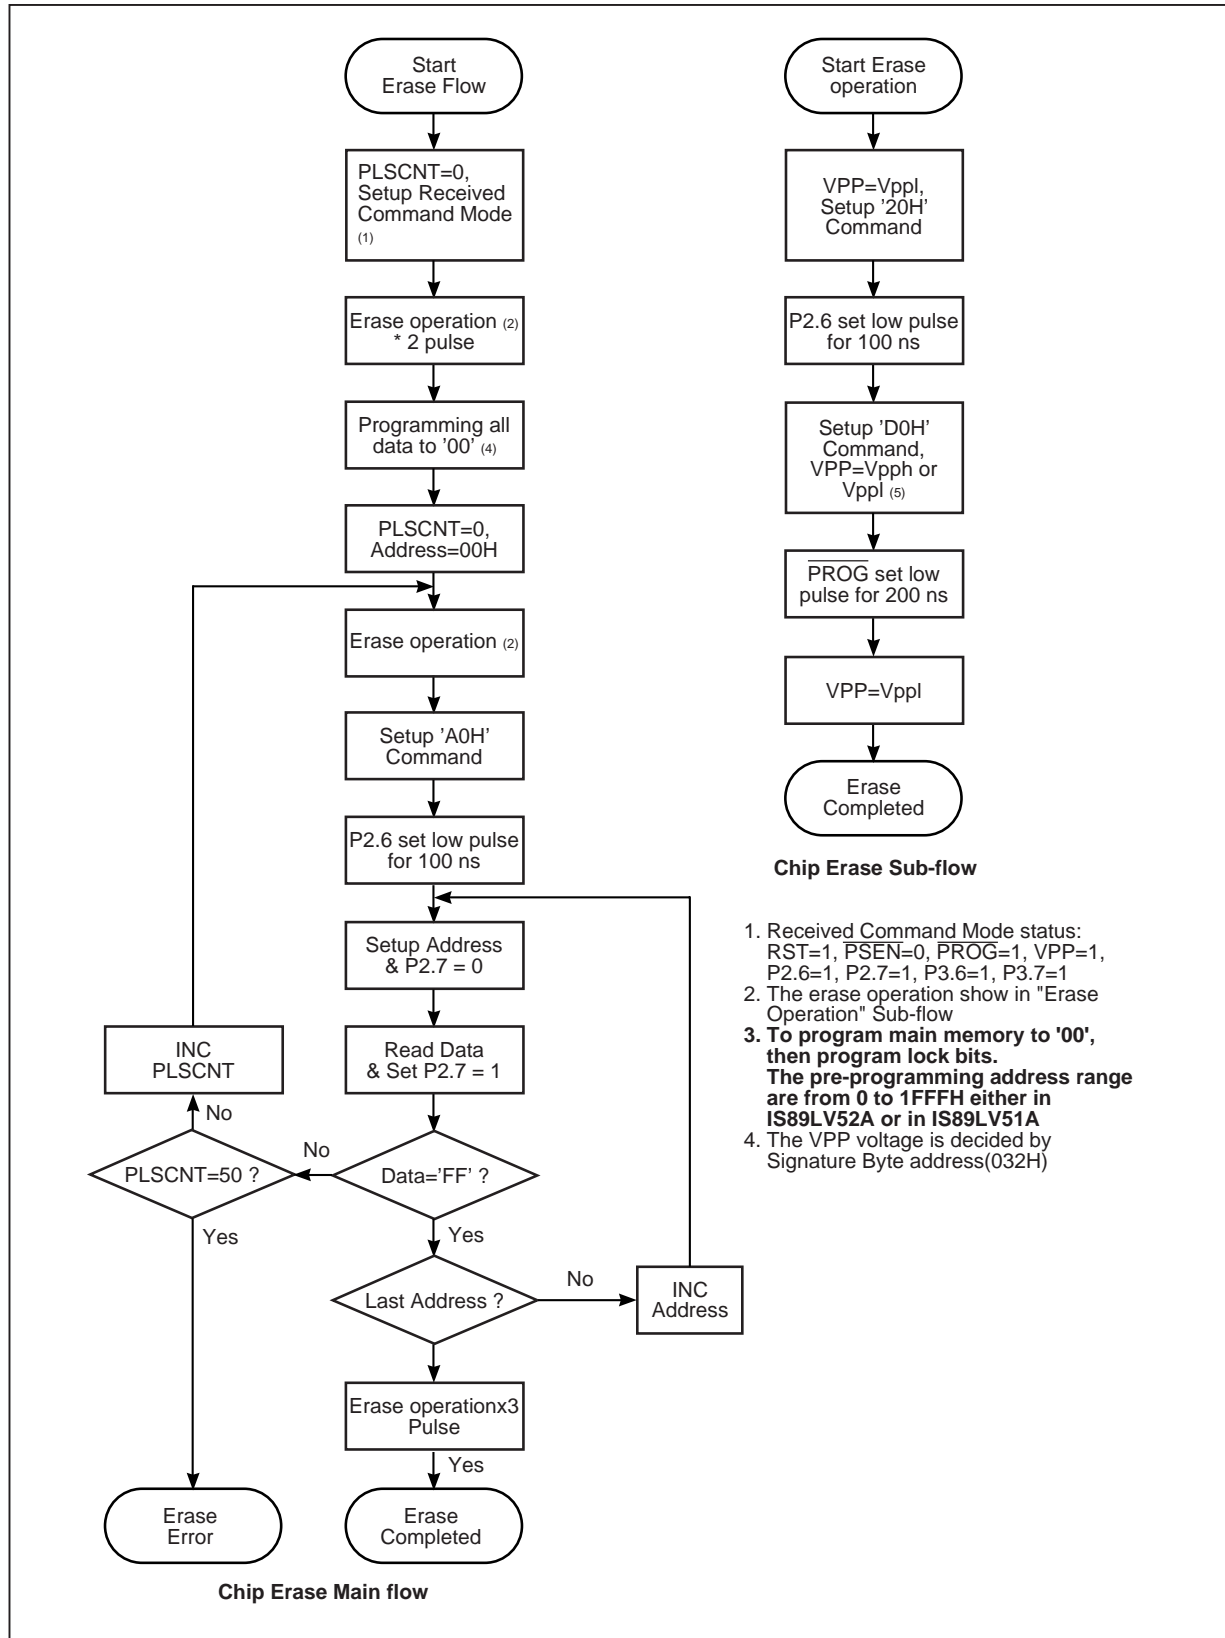 Start
Erase Flow
PLSCNT=0,
Setup Received
Command Mode
(1)
Erase operation (2)
* 2 pulse
Programming all
data to '00' (4)
PLSCNT=0,
Address=00H
Erase operation (2)
Setup 'A0H'
Command
P2.6 set low pulse
for 100 ns
Setup Address
& P2.7 = 0
Read Data
& Set P2.7 = 1
INC
PLSCNT
No
PLSCNT=50 ?
No
Data='FF' ?
Yes
Yes
Last Address ?
No
INC
Address
Erase operationx3
Pulse
Yes
Erase
Error
Erase
Completed
Chip Erase Main flow
Start Erase
operation
VPP=Vppl,
Setup '20H'
Command
P2.6 set low pulse
for 100 ns
Setup 'D0H'
Command,
VPP=Vpph or
Vppl (5)
PROG set low
pulse for 200 ns
VPP=Vppl
Erase
Completed
Chip Erase Sub-flow
1. Received Command Mode status:
RST=1, PSEN=0, PROG=1, VPP=1,
P2.6=1, P2.7=1, P3.6=1, P3.7=1
2. The erase operation show in "Erase
Operation" Sub-flow
3. To program main memory to '00',
then program lock bits.
The pre-programming address range
are from 0 to 1FFFH either in
IS89LV52A or in IS89LV51A
4. The VPP voltage is decided by
Signature Byte address(032H)